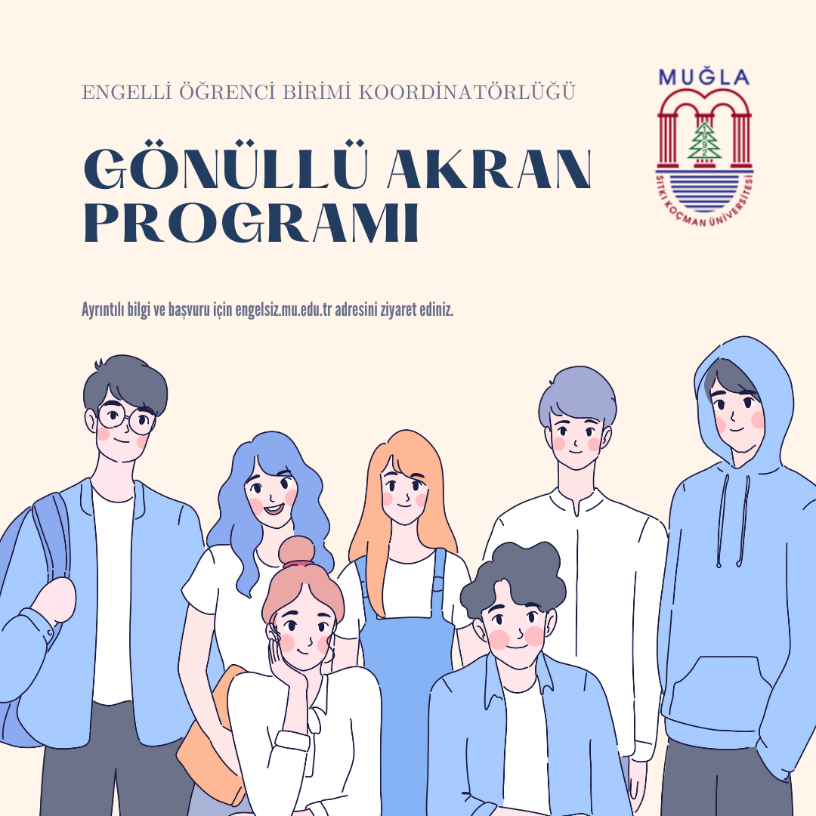 ENGELLİ ÖĞRENCİ BİRİMİ KOORDİNATÖRLÜĞÜ
GÖNÜLLÜ AKRAN
PROGRAMI
Ayrıntılı bilgi ve başvuru için engelsiz.mu.edu.tr adresini ziyaret ediniz.
MUĞLA
1992
SITKI KOÇMAN ÜNİVERSİTESİ